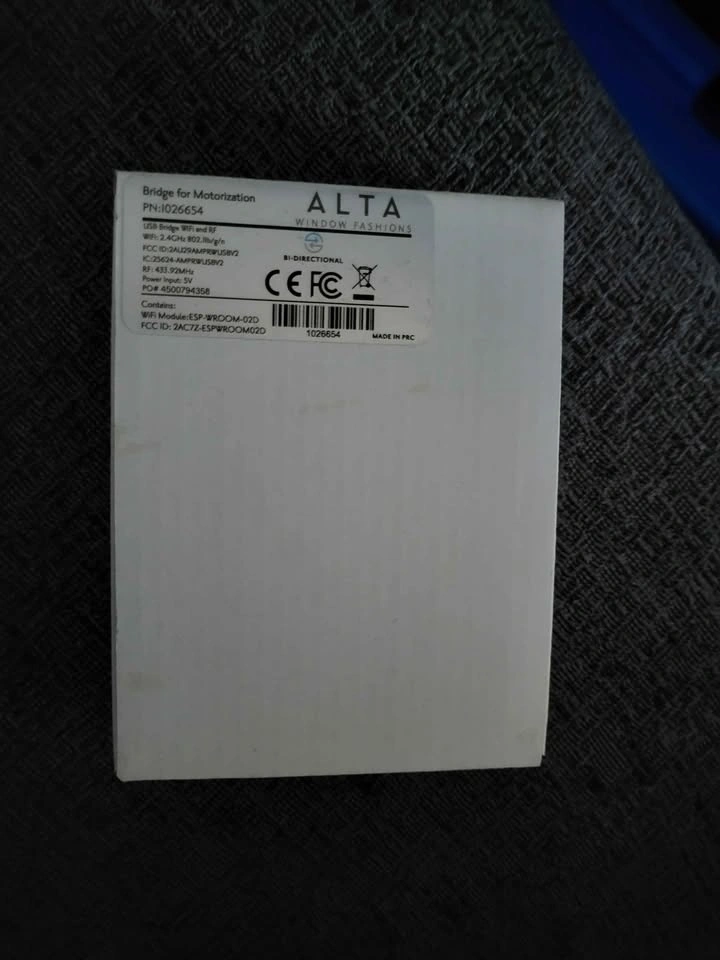 Bridge for Motorization
PN:1026654
USB Bridge WiFi and RF
WiFi: 2.4GHz 802.11b/g/n
FCC ID:2AU29AMPRWUSBV2
IC:25624-AMPRWUSBV2
RF: 433.92MHz
Power Input: 5V
PO# 4500794358
ALTA
WINDOW FASHIONS
BI-DIRECTIONAL
CE FC
Contains:
WiFi Module:ESP-WROOM-02D
FCC ID: 2AC7Z-ESPWROOM02D
1026654
MADE IN PRC